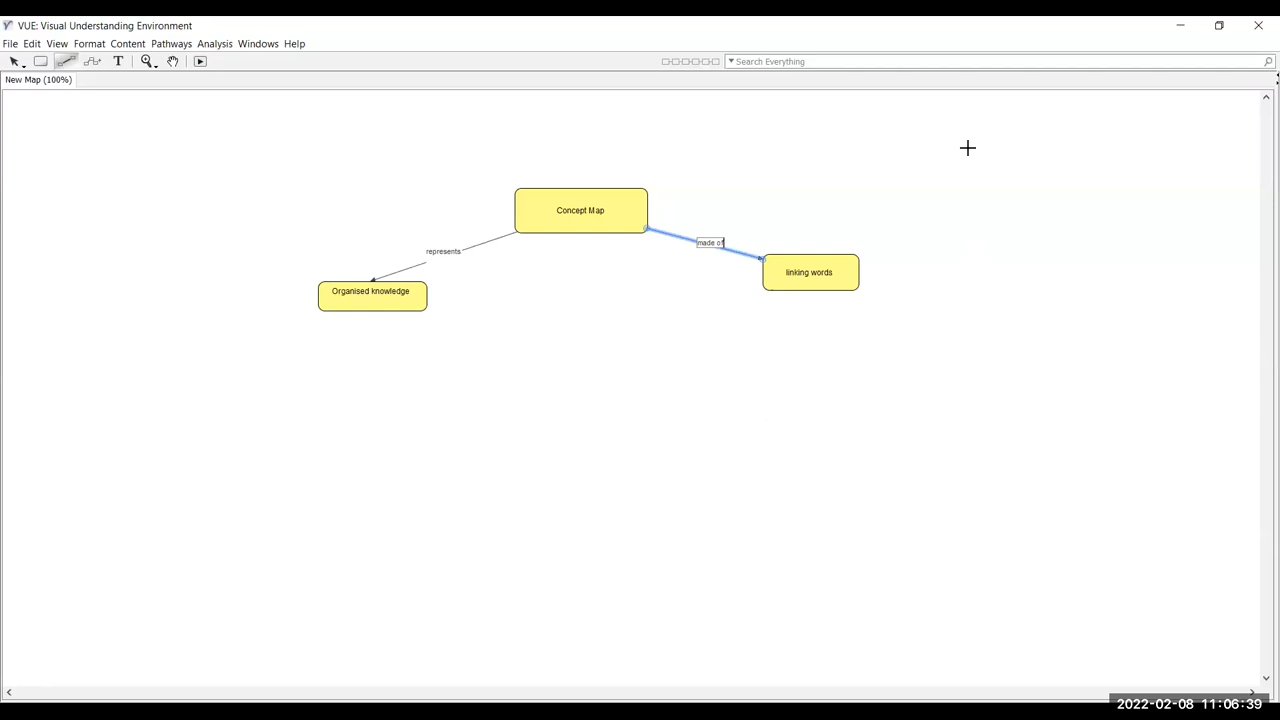 VUE: Visual Understanding Environment
File Edit View Format Content Pathways Analysis Windows Help
T
Search Everything
New Map (100%)
Concept Map
represents
made of
linking words
Organised knowledge
2022-02-08 11:06:39